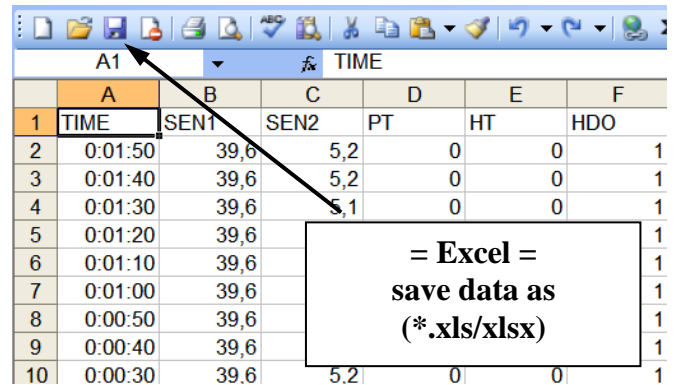 ABC
A1 fx TIME
A B C D E F
1 TIME SEN1 SEN2 PT HT HDO
2 0:01:50 39,6 5,2 0 0 1
3 0:01:40 39,6 5,2 0 0 1
4 0:01:30 39,6 5,1 0 0 1
5 0:01:20 39,6 1
6 0:01:10 39,6 1
7 0:01:00 39,6 1
8 0:00:50 39,6 1
9 0:00:40 39,6 1
10 0:00:30 39,6 5,2 0 0 1
= Excel =
save data as
(*.xls/xlsx)